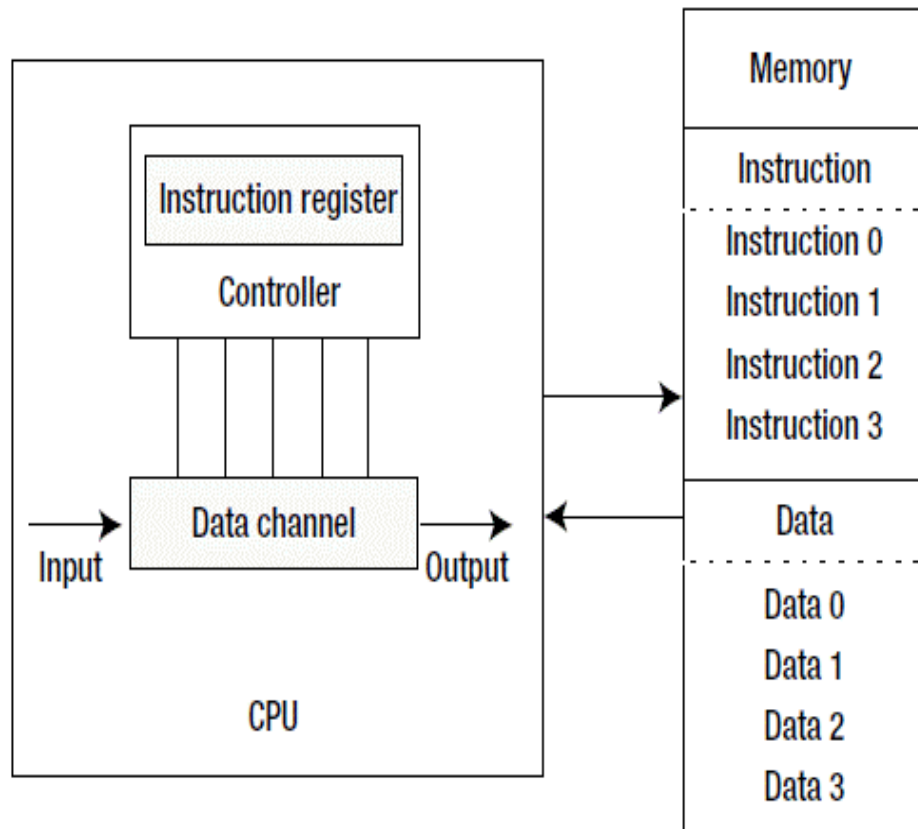 Instruction register
Controller
Data channel
Input
Output
CPU
Memory
Instruction
Instruction 0
Instruction 1
Instruction 2
Instruction 3
Data
Data 0
Data 1
Data 2
Data 3